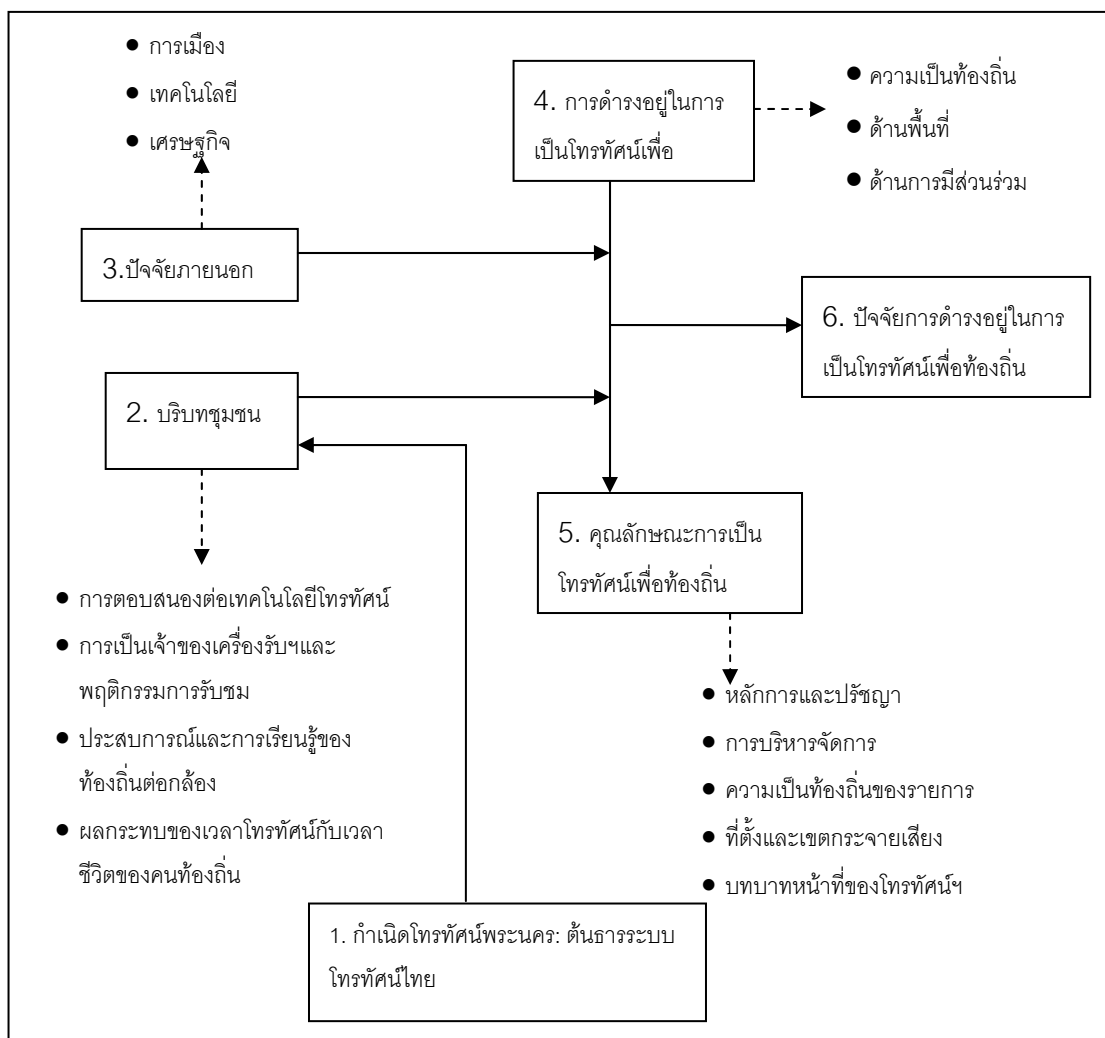 ● การเมือง
● เทคโนโลยี
● เศรษฐกิจ
4. การดำรงอยู่ในการ
เป็นโทรทัศน์เพื่อ
● ความเป็นท้องถิ่น
● ด้านพื้นที่
● ด้านการมีส่วนร่วม
3.ปัจจัยภายนอก
6. ปัจจัยการดำรงอยู่ในการ
เป็นโทรทัศน์เพื่อท้องถิ่น
2. บริบทชุมชน
5. คุณลักษณะการเป็น
โทรทัศน์เพื่อท้องถิ่น
● การตอบสนองต่อเทคโนโลยีโทรทัศน์
● การเป็นเจ้าของเครื่องรับฯและ
พฤติกรรมการรับชม
● ประสบการณ์และการเรียนรู้ของ
ท้องถิ่นต่อกล้อง
● ผลกระทบของเวลาโทรทัศน์กับเวลา
ชีวิตของคนท้องถิ่น
● หลักการและปรัชญา
● การบริหารจัดการ
● ความเป็นท้องถิ่นของรายการ
● ที่ตั้งและเขตกระจายเสียง
● บทบาทหน้าที่ของโทรทัศน์ฯ
1. กำเนิดโทรทัศน์พระนคร: ต้นธารระบบ
โทรทัศน์ไทย